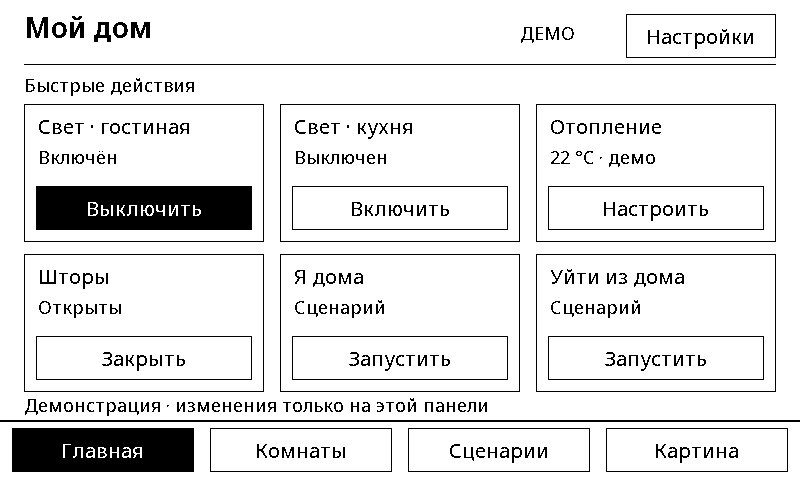 Мой дом
ДЕМО
Настройки
Быстрые действия
Свет · гостиная
Включён
Выключить
Свет · кухня
Выключен
Включить
Отопление
22 °C · демо
Настроить
Шторы
Открыты
Закрыть
Я дома
Сценарий
Запустить
Уйти из дома
Сценарий
Запустить
Демонстрация · изменения только на этой панели
Главная
Комнаты
Сценарии
Картина